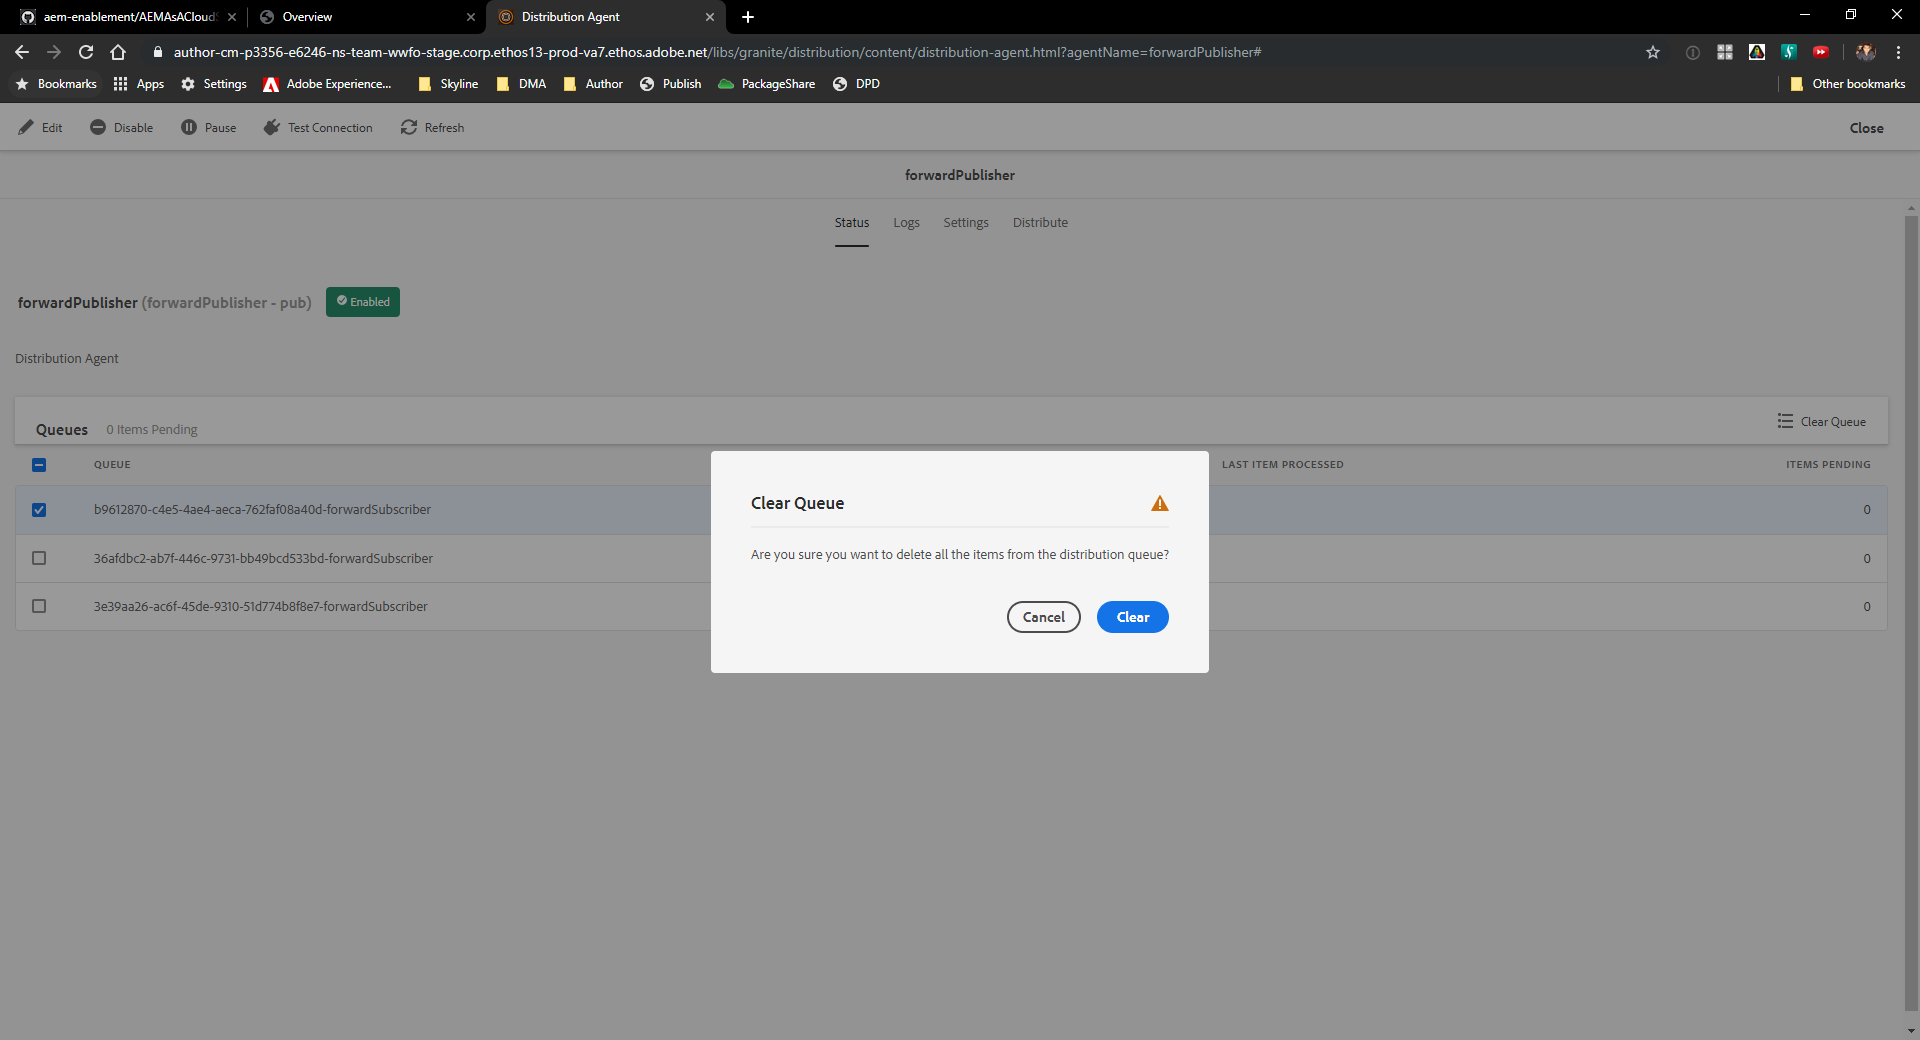 aem-enablement/AEMAsACloudS
Overview
Distribution Agent
author-cm-p3356-e6246-ns-team-wwfo-stage.corp.ethos13-prod-va7.ethos.adobe.net/libs/granite/distribution/content/distribution-agent.html?agentName=forwardPublisher#
Bookmarks Apps Settings Adobe Experience... Skyline DMA Author Publish PackageShare DPD Other bookmarks
Edit Disable Pause Test Connection Refresh Close
forwardPublisher
Status Logs Settings Distribute
forwardPublisher (forwardPublisher - pub) Enabled
Distribution Agent
Queues 0 Items Pending Clear Queue
QUEUE LAST ITEM PROCESSED ITEMS PENDING
b9612870-c4e5-4ae4-aeca-762faf08a40d-forwardSubscriber 0
36afdbc2-ab7f-446c-9731-bb49bcd533bd-forwardSubscriber 0
3e39aa26-ac6f-45de-9310-51d774b8f8e7-forwardSubscriber 0
Clear Queue
Are you sure you want to delete all the items from the distribution queue?
Cancel Clear